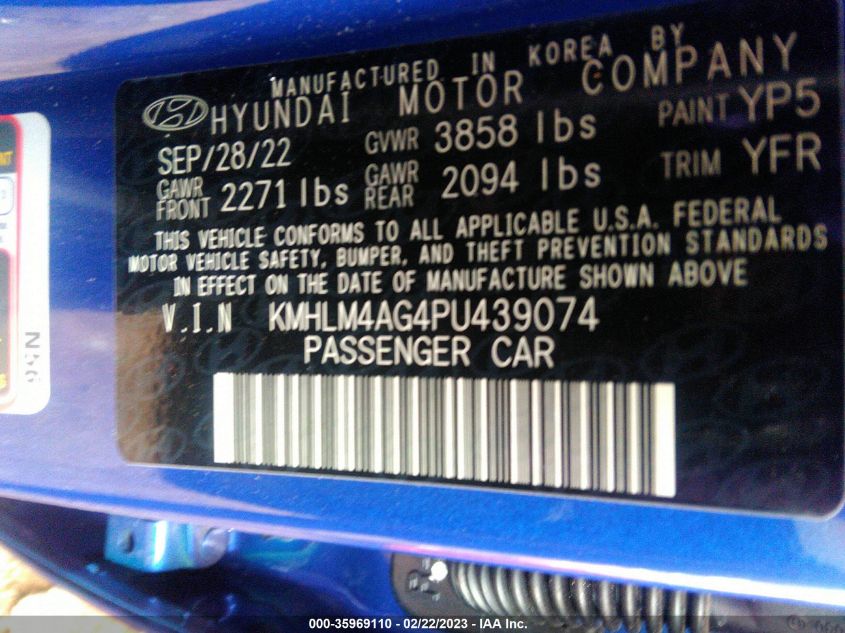 MANUFACTURED IN KOREA BY
HYUNDAI MOTOR COMPANY
SEP/28/22 GVWR 3858 lbs PAINT YP5
GAWR FRONT 2271 lbs GAWR REAR 2094 lbs TRIM YFR
THIS VEHICLE CONFORMS TO ALL APPLICABLE U.S.A. FEDERAL
MOTOR VEHICLE SAFETY, BUMPER, AND THEFT PREVENTION STANDARDS
IN EFFECT ON THE DATE OF MANUFACTURE SHOWN ABOVE
V.I.N KMHLM4AG4PU439074
PASSENGER CAR
000-35969110 - 02/22/2023 - IAA Inc.